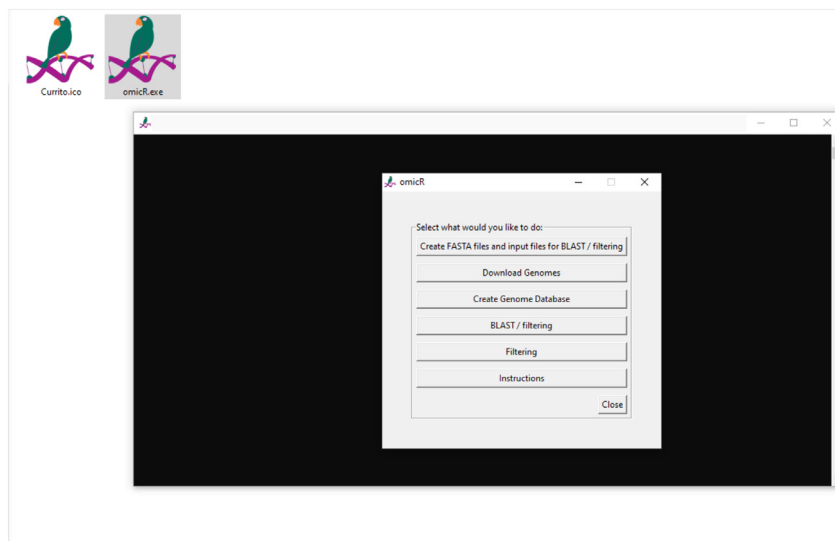 Currito.ico
omicR.exe
omicR
Select what would you like to do:
Create FASTA files and input files for BLAST / filtering
Download Genomes
Create Genome Database
BLAST / filtering
Filtering
Instructions
Close